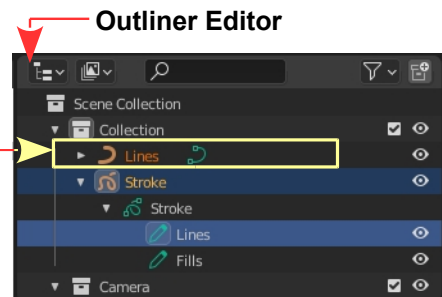 Outliner Editor
Scene Collection
Collection
Lines
Stroke
Stroke
Lines
Fills
Camera